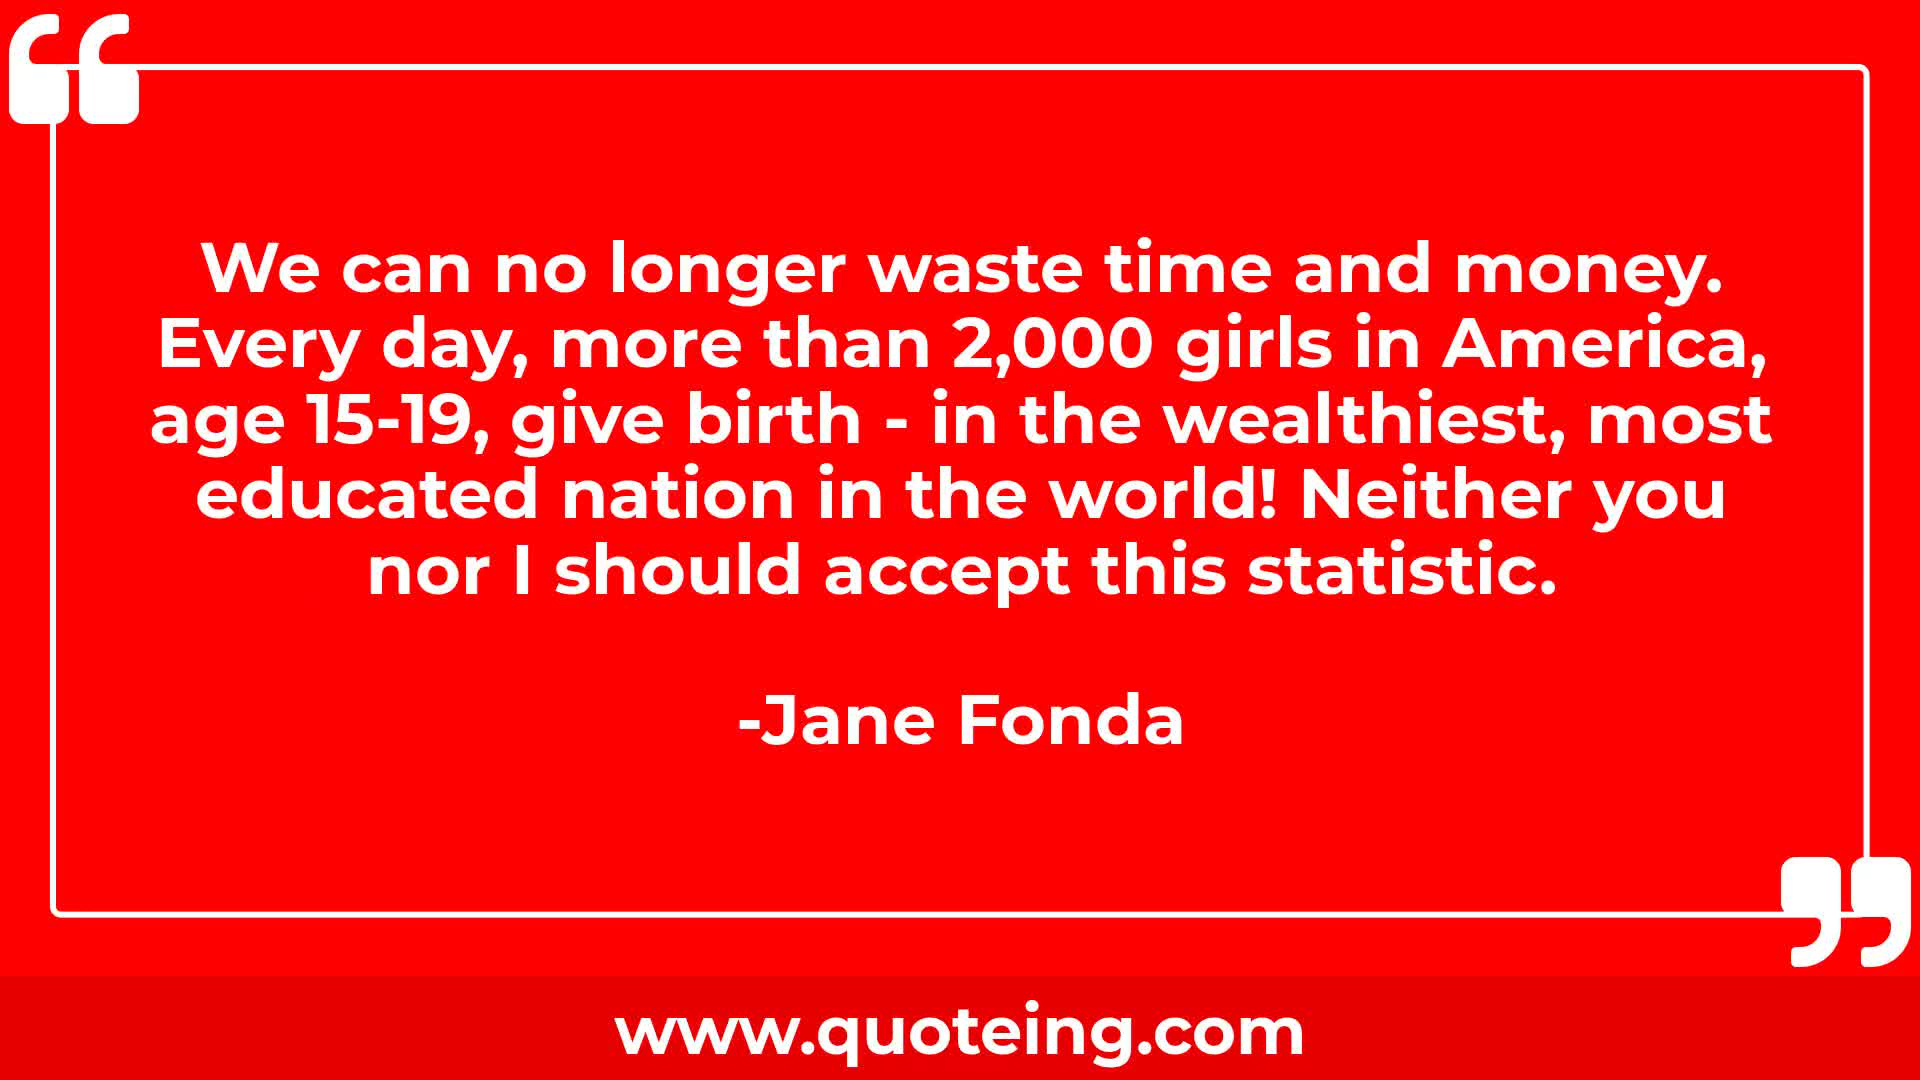 We can no longer waste time and money.
Every day, more than 2,000 girls in America,
age 15-19, give birth - in the wealthiest, most
educated nation in the world! Neither you
nor I should accept this statistic.
-Jane Fonda
www.quoteing.com